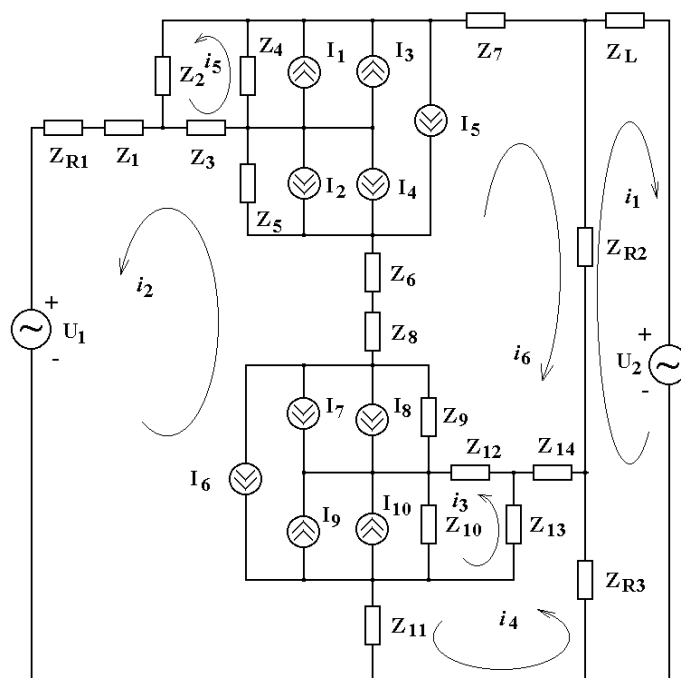 Z2 i5 Z4 I1 I3 Z7 ZL
I5
ZR1 Z1 Z3
Z5 I2 I4
i1
ZR2
Z6
i2
+ U1 -
Z8
i6
+ U2 -
I7 I8 Z9
Z12 Z14
I6
I9 I10 Z10 i3 Z13
ZR3
Z11 i4